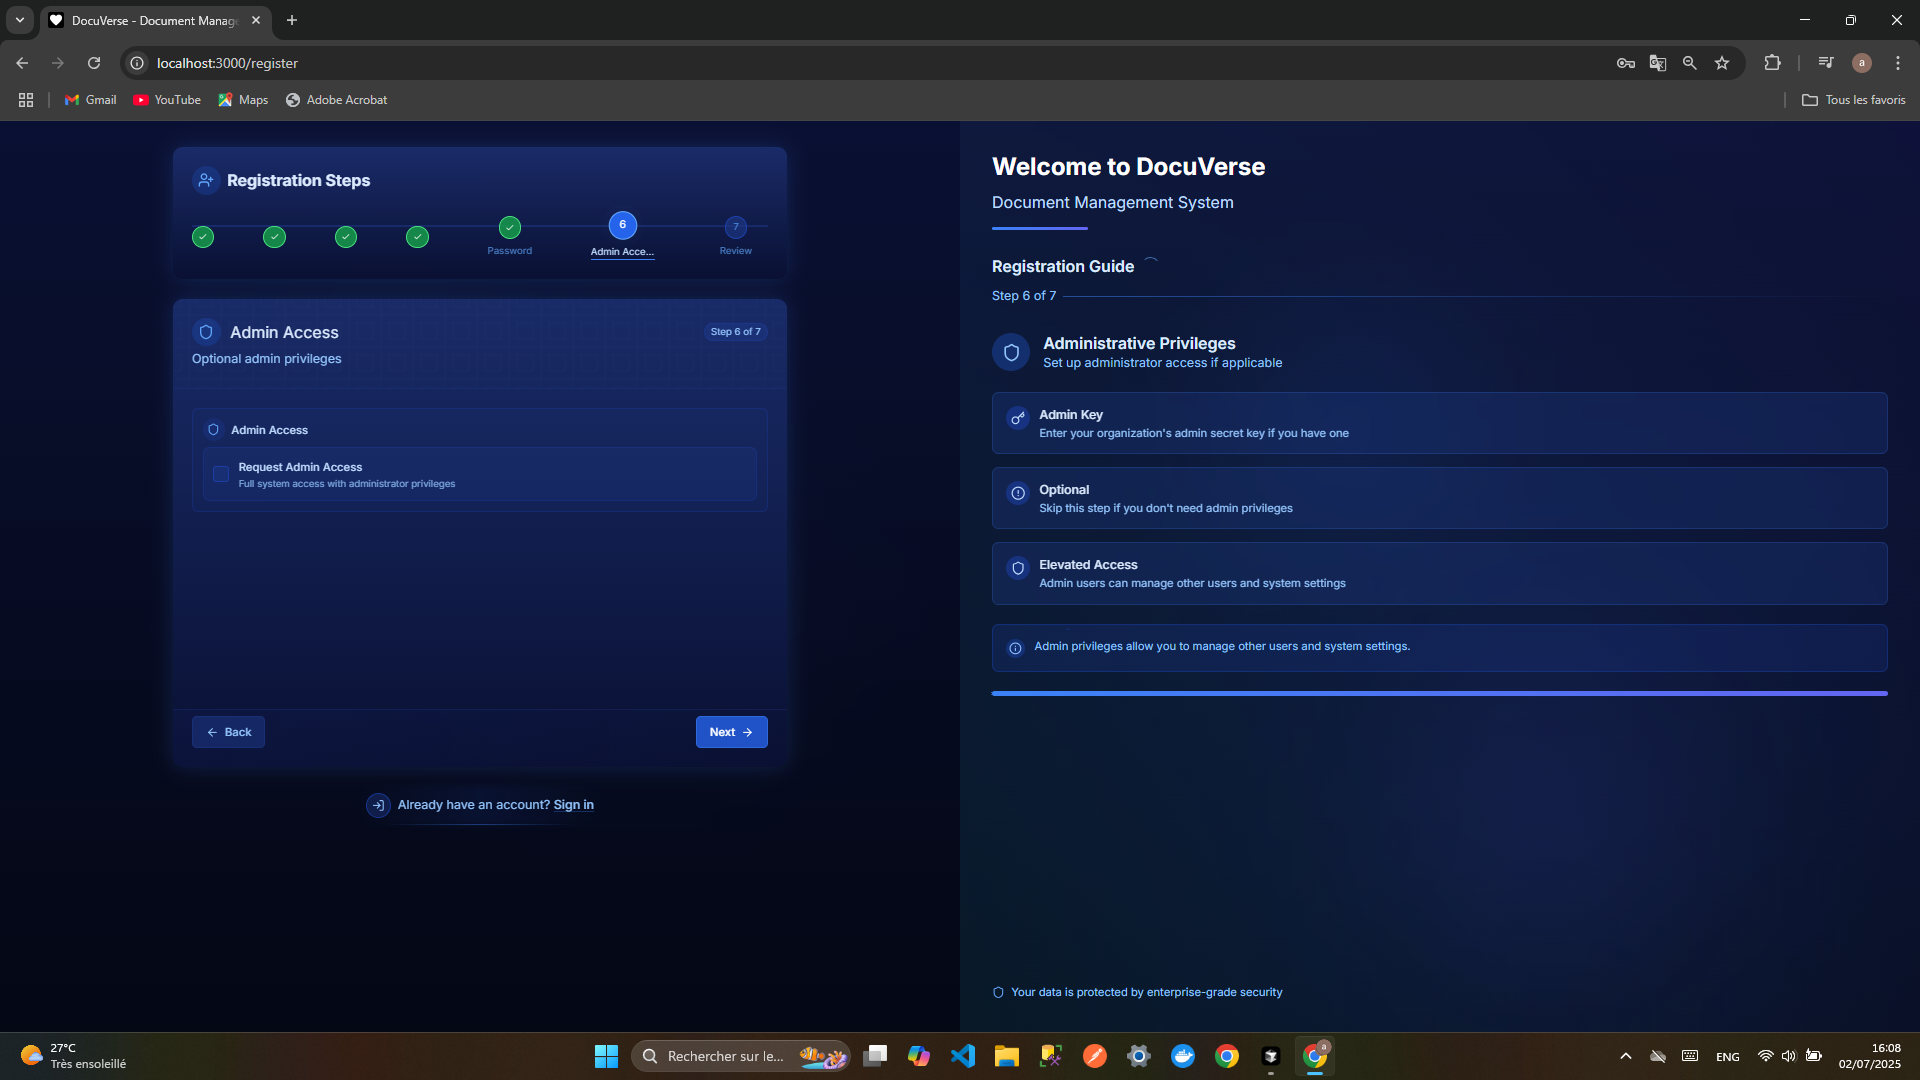 DocuVerse - Document Manage
localhost:3000/register
a
Gmail
YouTube
Maps
Adobe Acrobat
Tous les favoris
Registration Steps
Password
6
Admin Acce...
7
Review
Admin Access
Step 6 of 7
Optional admin privileges
Admin Access
Request Admin Access
Full system access with administrator privileges
Back
Next
Already have an account? Sign in
Welcome to DocuVerse
Document Management System
Registration Guide
Step 6 of 7
Administrative Privileges
Set up administrator access if applicable
Admin Key
Enter your organization's admin secret key if you have one
Optional
Skip this step if you don't need admin privileges
Elevated Access
Admin users can manage other users and system settings
Admin privileges allow you to manage other users and system settings.
Your data is protected by enterprise-grade security
27°C
Très ensoleillé
Rechercher sur le...
a
ENG
16:08
02/07/2025